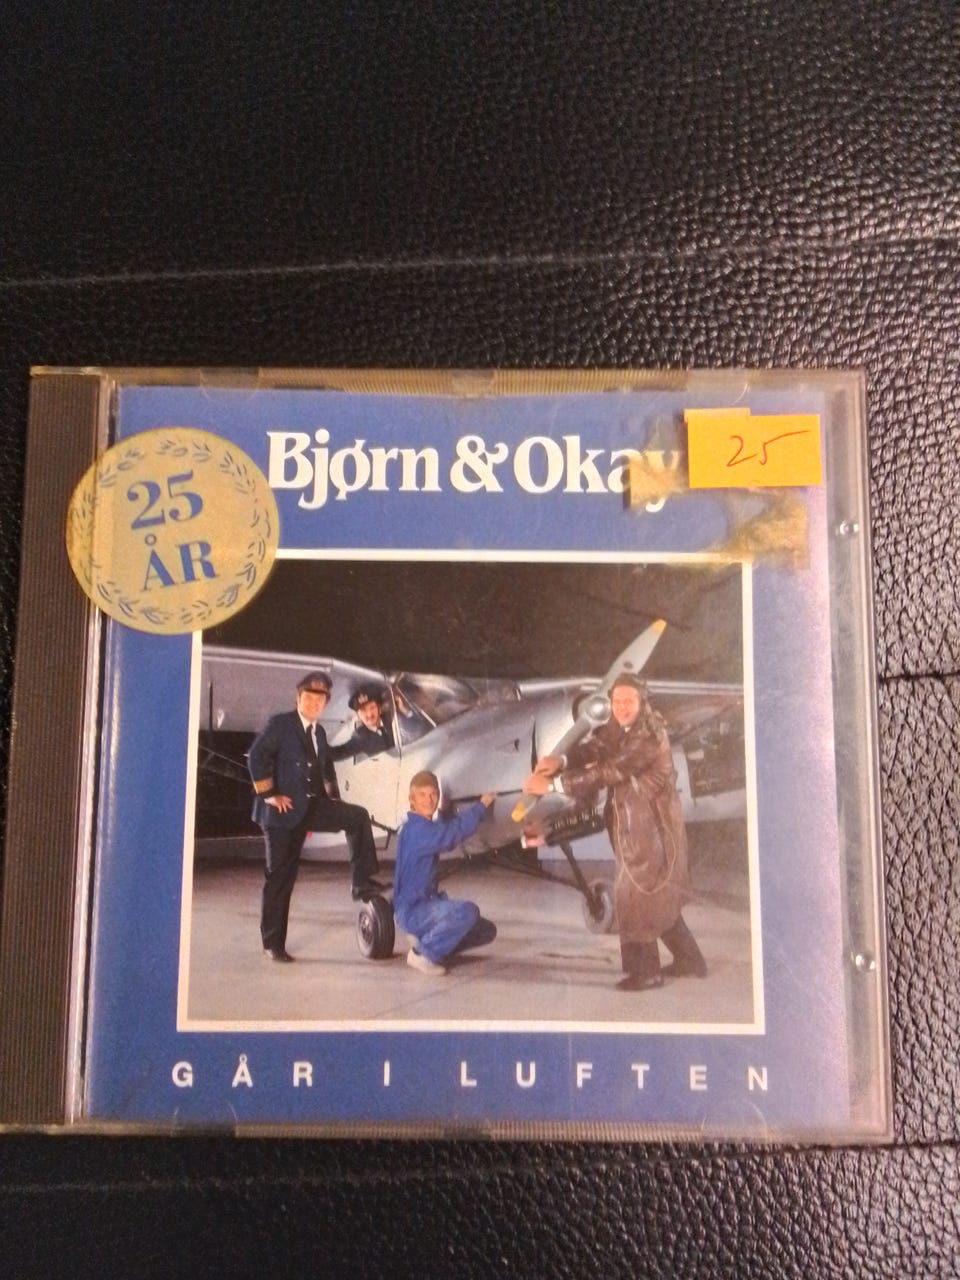 Bjørn & Okay
25
25
ÅR
GÅR I LUFTEN